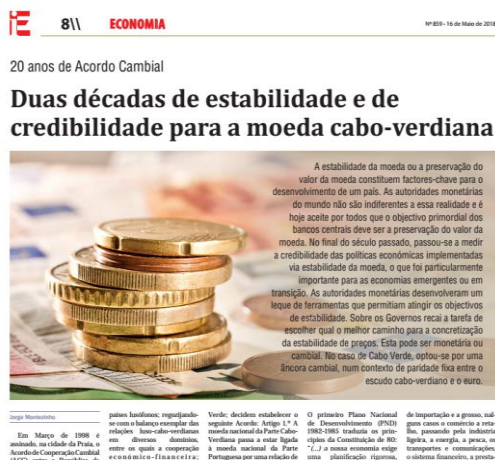 iE
8\\
ECONOMIA
Nº 859 • 16 de Maio de 2018
20 anos de Acordo Cambial
Duas décadas de estabilidade e de
credibilidade para a moeda cabo-verdiana
A estabilidade da moeda ou a preservação do
valor da moeda constituem factores-chave para o
desenvolvimento de um país. As autoridades monetárias
do mundo não são indiferentes a essa realidade e é
hoje aceite por todos que o objectivo primordial dos
bancos centrais deve ser a preservação do valor da
moeda. No final do século passado, passou-se a medir
a credibilidade das políticas económicas implementadas
via estabilidade da moeda, o que foi particularmente
importante para as economias emergentes ou em
transição. As autoridades monetárias desenvolveram um
leque de ferramentas que permitiam atingir os objectivos
de estabilidade. Sobre os Governos recai a tarefa de
escolher qual o melhor caminho para a concretização
da estabilidade de preços. Esta pode ser monetária ou
cambial. No caso de Cabo Verde, optou-se por uma
âncora cambial, num contexto de paridade fixa entre o
escudo cabo-verdiano e o euro.
Jorge Montezinho
Em Março de 1998 é
assinado, na cidade da Praia, o
Acordo de Cooperação Cambial
países lusófonos; regozijando-
se com o balanço exemplar das
relações luso-cabo-verdianas
em diversos domínios,
entre os quais a cooperação
económico-financeira;
Verde; decidem estabelecer o
seguinte Acordo: Artigo 1.º A
moeda nacional da Parte Cabo-
Verdiana passa a estar ligada
à moeda nacional da Parte
Portuguesa por uma relação de
O primeiro Plano Nacional
de Desenvolvimento (PND)
1982-1985 traduzia os prin-
cípios da Constituição de 80:
"(...) a nossa economia exige
uma planificação rigorosa,
de importação e a grosso, nal-
guns casos o comércio a reta-
lho, passando pela indústria
ligeira, a energia, a pesca, os
transportes e comunicações,
o sistema financeiro, a presta-